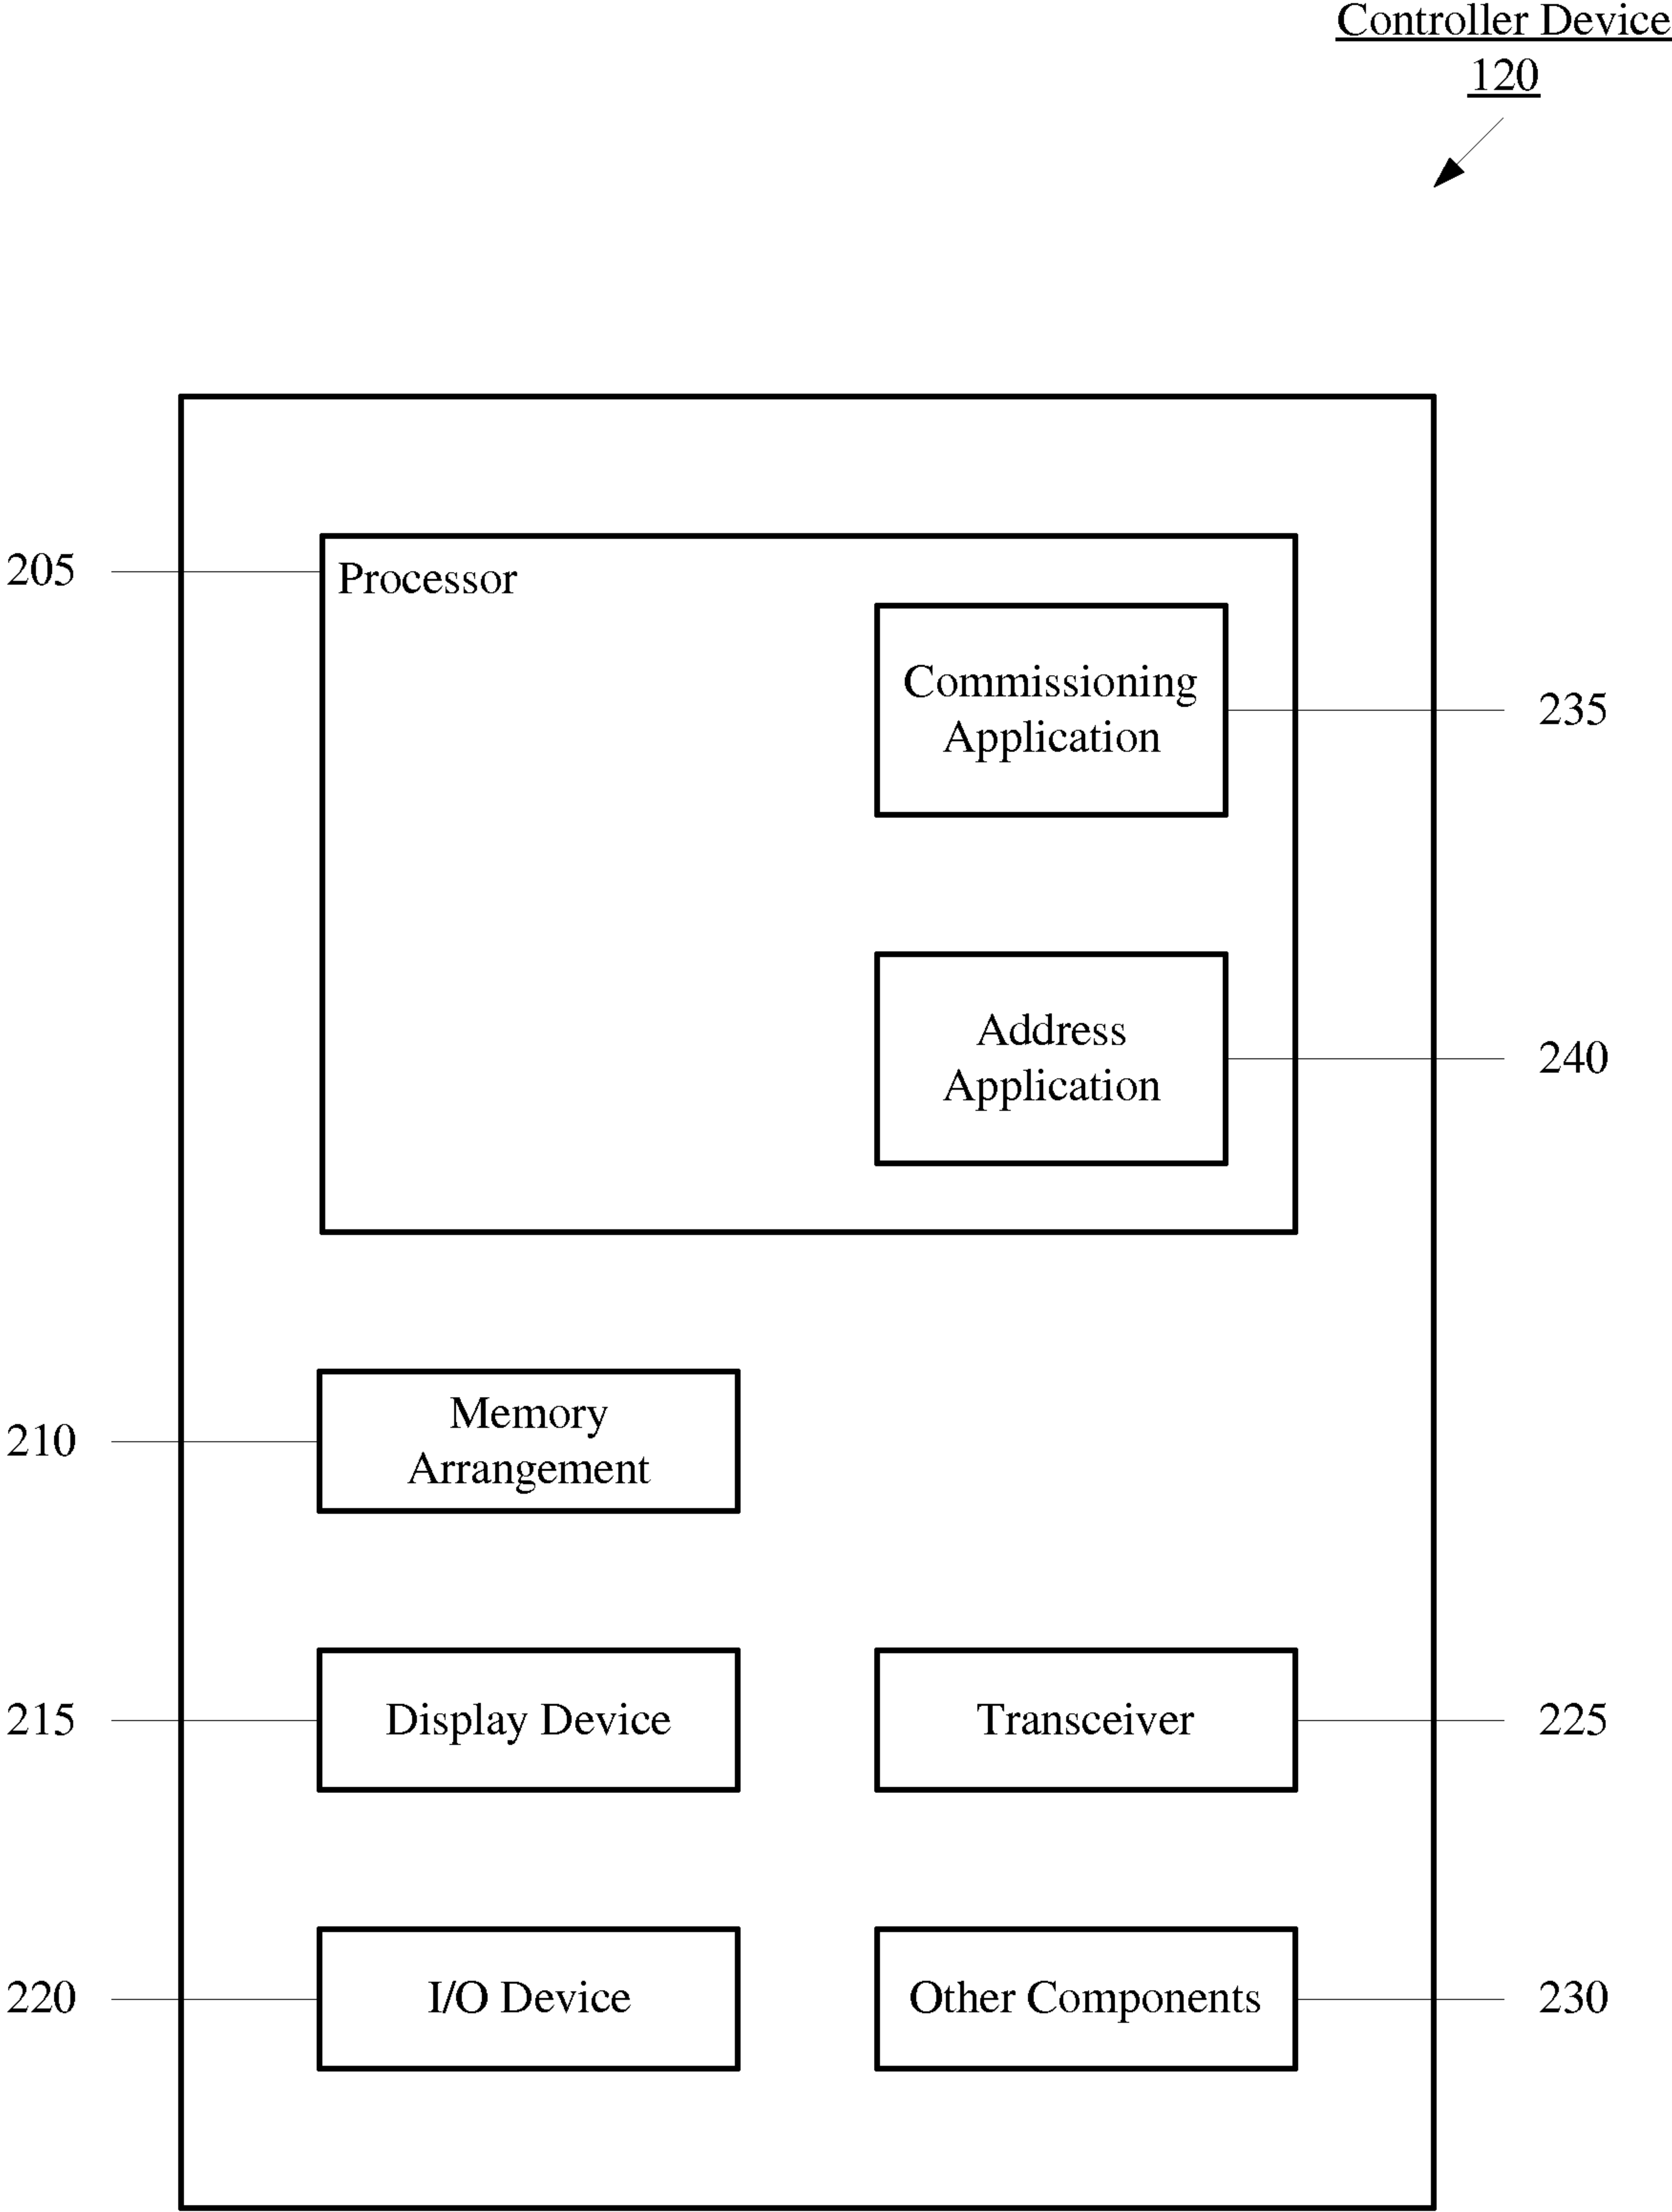 Controller Device
120
205
Processor
Commissioning
Application
235
Address
Application
240
210
Memory
Arrangement
215
Display Device
Transceiver
225
220
I/O Device
Other Components
230